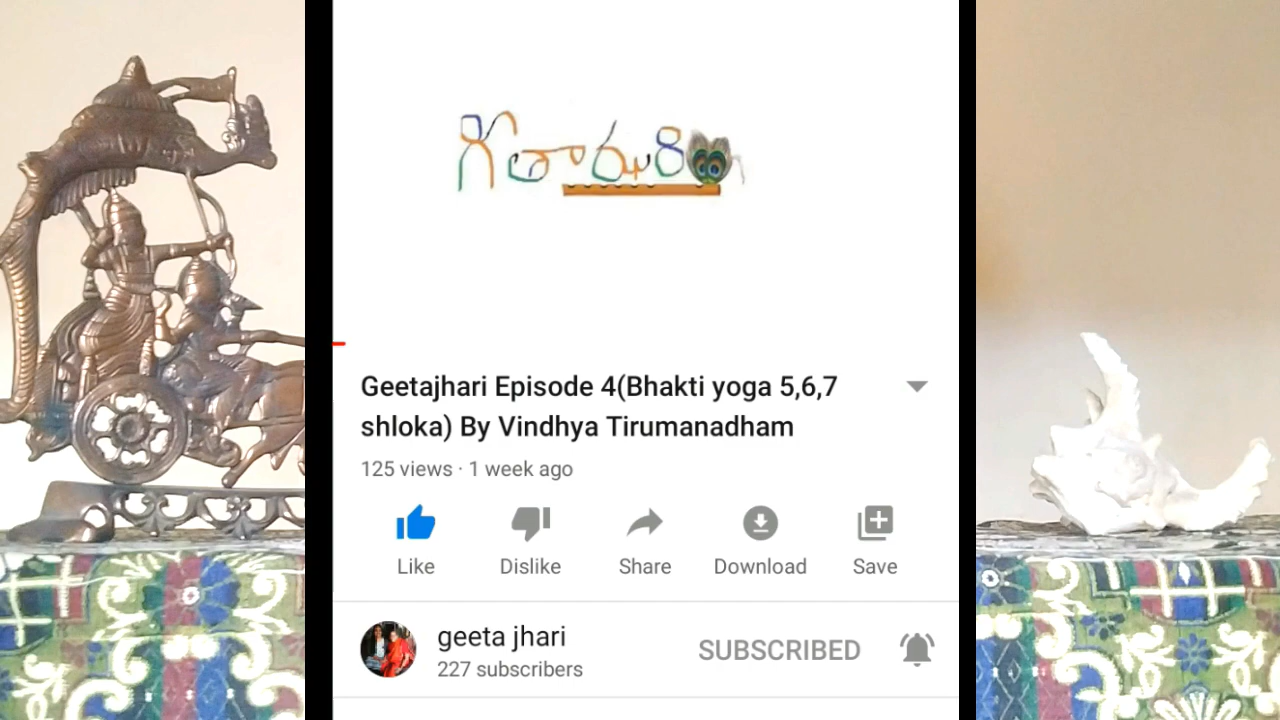 గీతాఝరి
Geetajhari Episode 4(Bhakti yoga 5,6,7
shloka) By Vindhya Tirumanadham
125 views · 1 week ago
Like Dislike Share Download Save
geeta jhari
SUBSCRIBED
227 subscribers